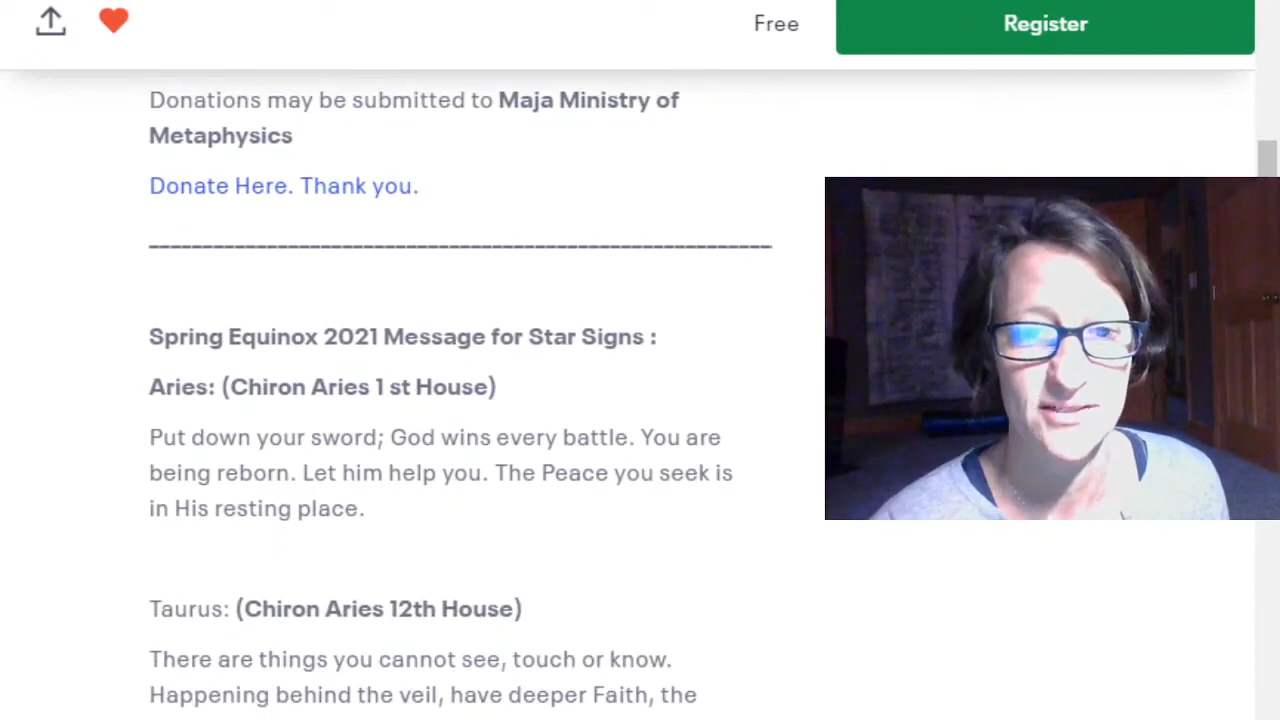 Free
Register
Donations may be submitted to Maja Ministry of
Metaphysics
Donate Here. Thank you.
Spring Equinox 2021 Message for Star Signs :
Aries: (Chiron Aries 1 st House)
Put down your sword; God wins every battle. You are
being reborn. Let him help you. The Peace you seek is
in His resting place.
Taurus: (Chiron Aries 12th House)
There are things you cannot see, touch or know.
Happening behind the veil, have deeper Faith, the